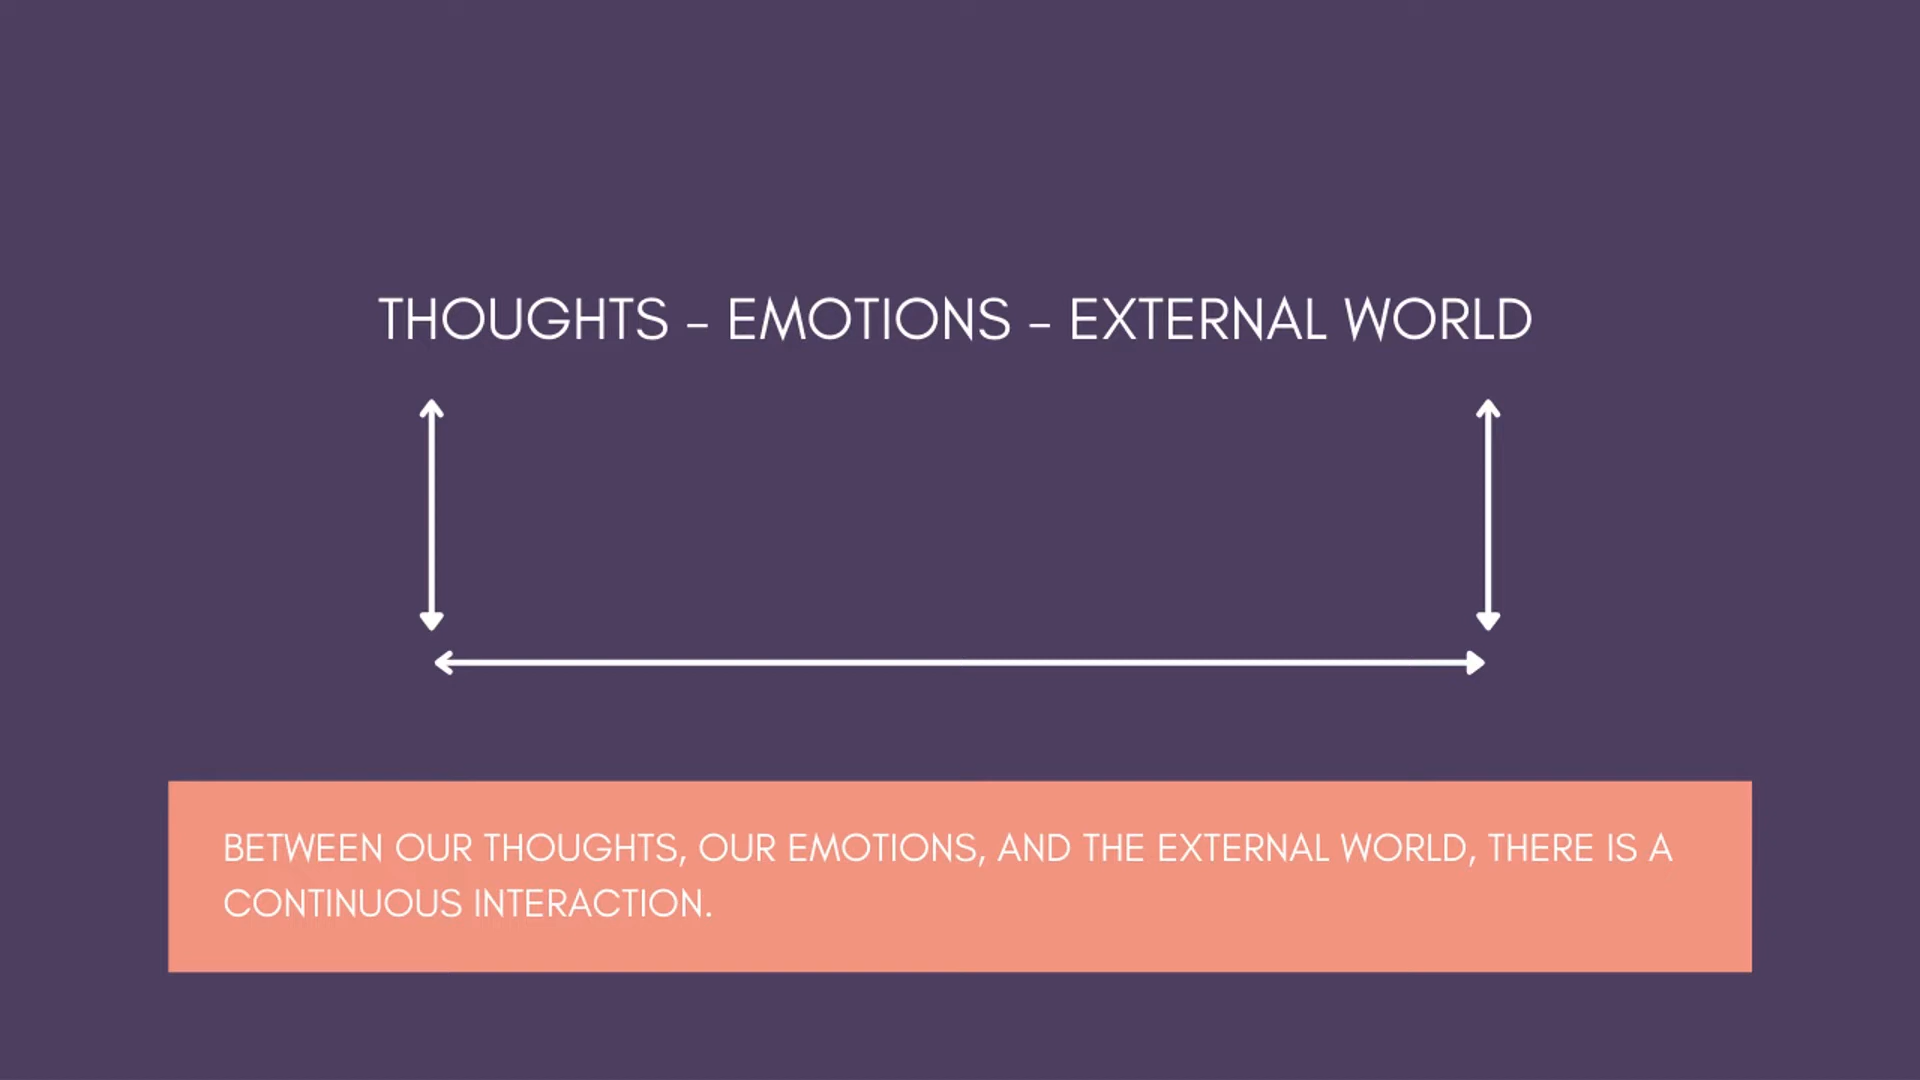 THOUGHTS – EMOTIONS – EXTERNAL WORLD
BETWEEN OUR THOUGHTS, OUR EMOTIONS, AND THE EXTERNAL WORLD, THERE IS A
CONTINUOUS INTERACTION.